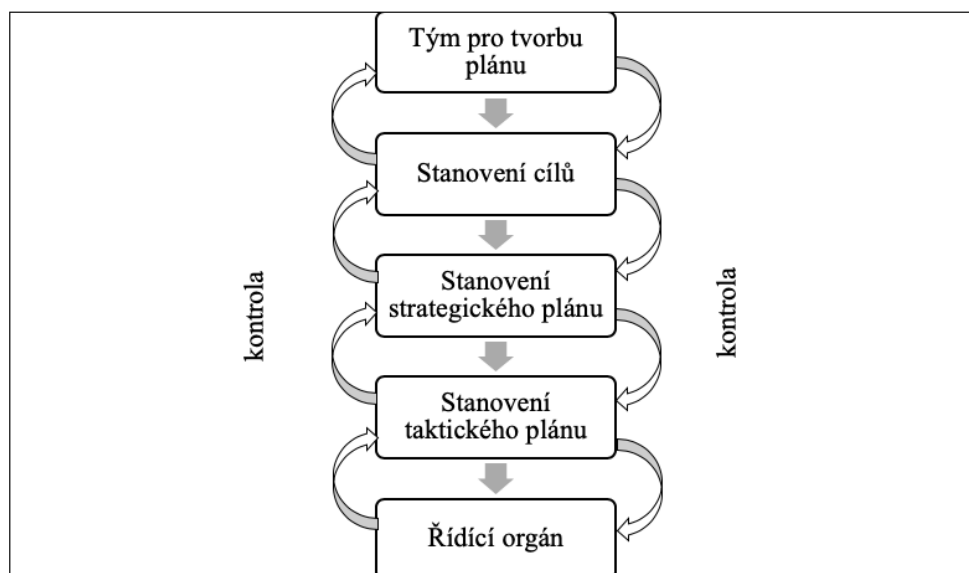 Tým pro tvorbu
plánu
Stanovení cílů
Stanovení
strategického plánu
kontrola
kontrola
Stanovení
taktického plánu
Řídící orgán